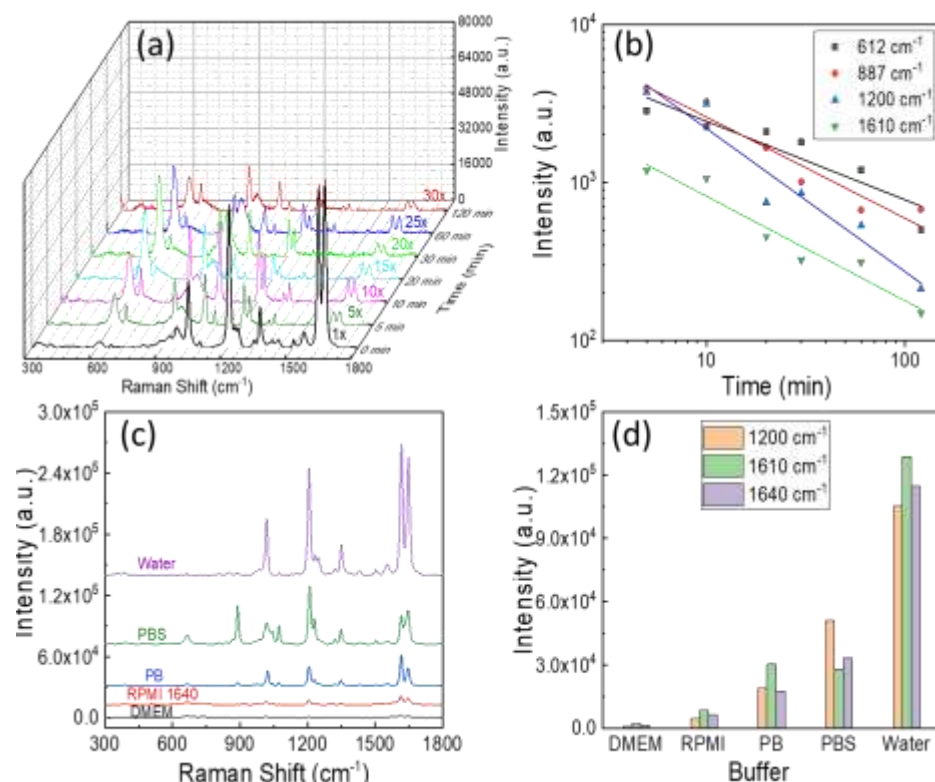 (a)
80000
64000
48000
32000
16000
0
Intensity (a.u.)
30x
25x
20x
15x
10x
5x
1x
120 min
60 min
30 min
20 min
10 min
5 min
0 min
Time (min)
300 600 900 1200 1500 1800
Raman Shift (cm⁻¹)
(b)
10⁴
10³
10²
Intensity (a.u.)
612 cm⁻¹
887 cm⁻¹
1200 cm⁻¹
1610 cm⁻¹
10 100
Time (min)
(c)
3.0x10⁵
2.4x10⁵
1.8x10⁵
1.2x10⁵
6.0x10⁴
0.0
Intensity (a.u.)
Water
PBS
PB
RPMI 1640
DMEM
300 600 900 1200 1500 1800
Raman Shift (cm⁻¹)
(d)
1.5x10⁵
1.2x10⁵
9.0x10⁴
6.0x10⁴
3.0x10⁴
0.0
Intensity (a.u.)
1200 cm⁻¹
1610 cm⁻¹
1640 cm⁻¹
DMEM RPMI PB PBS Water
Buffer